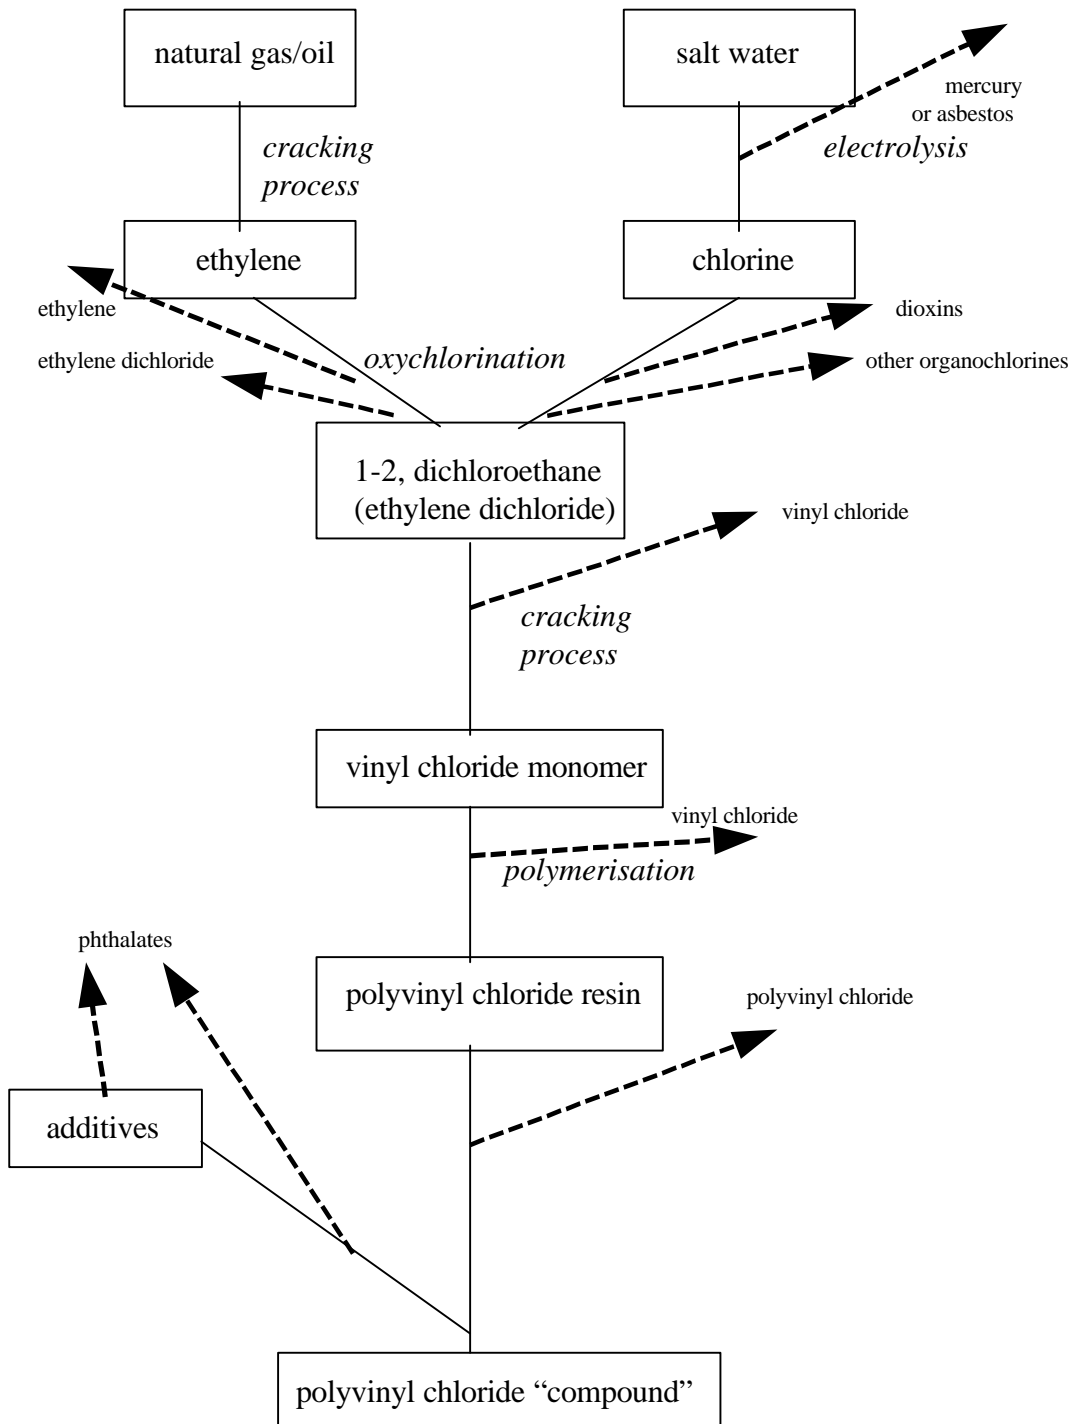 natural gas/oil
salt water
mercury
or asbestos
cracking
process
electrolysis
ethylene
chlorine
ethylene
dioxins
ethylene dichloride
oxychlorination
other organochlorines
1-2, dichloroethane
(ethylene dichloride)
vinyl chloride
cracking
process
vinyl chloride monomer
vinyl chloride
polymerisation
phthalates
polyvinyl chloride resin
polyvinyl chloride
additives
polyvinyl chloride “compound”